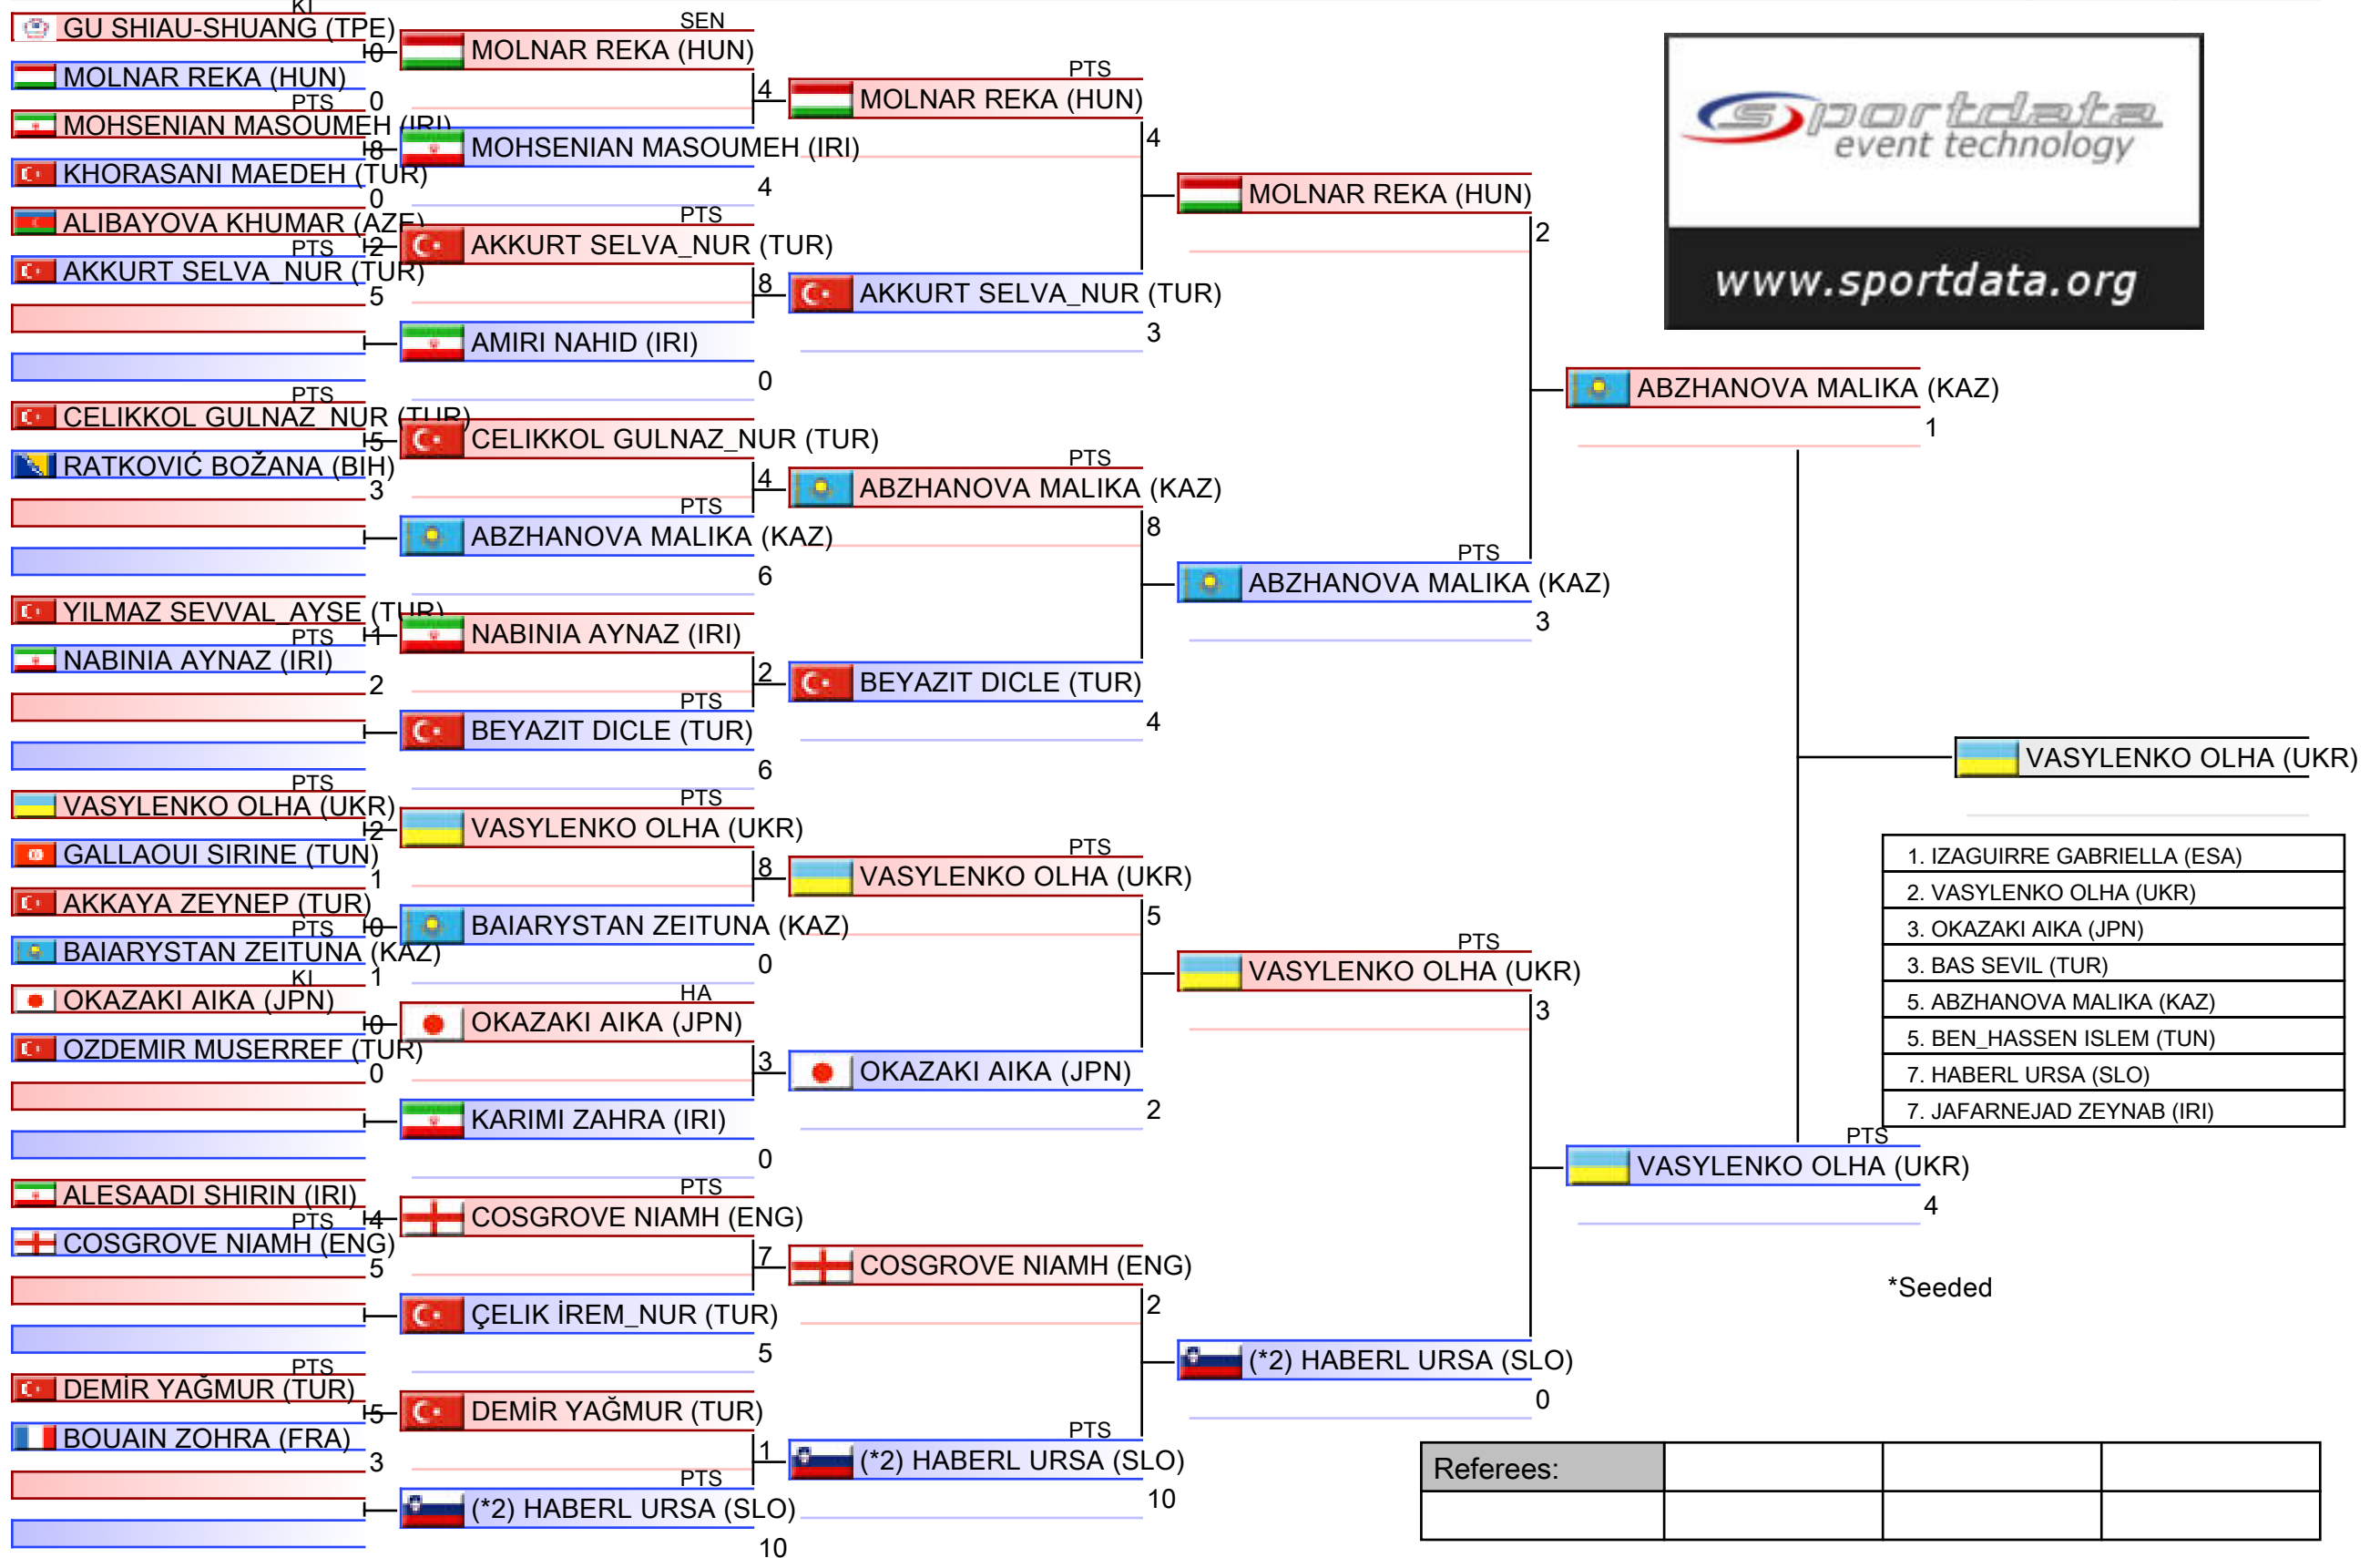 KI
GU SHIAU-SHUANG (TPE)
0
MOLNAR REKA (HUN)
0
PTS
MOHSENIAN MASOUMEH (IRI)
8
KHORASANI MAEDEH (TUR)
0
ALIBAYOVA KHUMAR (AZE)
2
PTS
AKKURT SELVA_NUR (TUR)
5
PTS
CELIKKOL GULNAZ_NUR (TUR)
5
RATKOVIĆ BOŽANA (BIH)
3
YILMAZ SEVVAL_AYSE (TUR)
1
PTS
NABINIA AYNAZ (IRI)
2
PTS
VASYLENKO OLHA (UKR)
2
GALLAOUI SIRINE (TUN)
1
AKKAYA ZEYNEP (TUR)
0
PTS
BAIARYSTAN ZEITUNA (KAZ)
1
KI
OKAZAKI AIKA (JPN)
0
OZDEMIR MUSERREF (TUR)
0
ALESAADI SHIRIN (IRI)
4
PTS
COSGROVE NIAMH (ENG)
5
PTS
DEMİR YAĞMUR (TUR)
5
BOUAIN ZOHRA (FRA)
3
SEN
MOLNAR REKA (HUN)
4
MOHSENIAN MASOUMEH (IRI)
4
PTS
AKKURT SELVA_NUR (TUR)
8
AMIRI NAHID (IRI)
0
CELIKKOL GULNAZ_NUR (TUR)
4
PTS
ABZHANOVA MALIKA (KAZ)
6
NABINIA AYNAZ (IRI)
2
PTS
BEYAZIT DICLE (TUR)
6
PTS
VASYLENKO OLHA (UKR)
8
BAIARYSTAN ZEITUNA (KAZ)
0
HA
OKAZAKI AIKA (JPN)
3
KARIMI ZAHRA (IRI)
0
PTS
COSGROVE NIAMH (ENG)
7
ÇELIK İREM_NUR (TUR)
5
DEMİR YAĞMUR (TUR)
1
PTS
(*2) HABERL URSA (SLO)
10
PTS
MOLNAR REKA (HUN)
4
AKKURT SELVA_NUR (TUR)
3
PTS
ABZHANOVA MALIKA (KAZ)
8
BEYAZIT DICLE (TUR)
4
PTS
VASYLENKO OLHA (UKR)
5
OKAZAKI AIKA (JPN)
2
COSGROVE NIAMH (ENG)
2
PTS
(*2) HABERL URSA (SLO)
10
MOLNAR REKA (HUN)
2
PTS
ABZHANOVA MALIKA (KAZ)
3
PTS
VASYLENKO OLHA (UKR)
3
(*2) HABERL URSA (SLO)
0
ABZHANOVA MALIKA (KAZ)
1
PTS
VASYLENKO OLHA (UKR)
4
VASYLENKO OLHA (UKR)
sportdata
event technology
www.sportdata.org
1. IZAGUIRRE GABRIELLA (ESA)
2. VASYLENKO OLHA (UKR)
3. OKAZAKI AIKA (JPN)
3. BAS SEVIL (TUR)
5. ABZHANOVA MALIKA (KAZ)
5. BEN_HASSEN ISLEM (TUN)
7. HABERL URSA (SLO)
7. JAFARNEJAD ZEYNAB (IRI)
*Seeded
Referees: